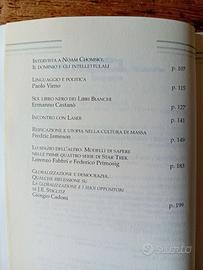 INTERVISTA A NOAM CHOMSKY.
IL DOMINIO E GLI INTELLETTUALI
p. 107
LINGUAGGIO E POLITICA
Paolo Virno
p. 115
SUL LIBRO NERO DEI LIBRI BIANCHI
Ermanno Castanò
p. 127
INCONTRO CON LASER
p. 141
REIFICAZIONE E UTOPIA NELLA CULTURA DI MASSA
Fredric Jameson
p. 149
LO SPAZIO DELL'ALTRO. MODELLI DI SAPERE
NELLE PRIME QUATTRO SERIE DI STAR TREK
Lorenzo Fabbri e Federico Primosig
p. 183
GLOBALIZZAZIONE E DEMOCRAZIA.
QUALCHE RIFLESSIONE SU
LA GLOBALIZZAZIONE E I SUOI OPPOSITORI
DI J.E. STIGLITZ
Giorgio Cadoni
p. 199
subito